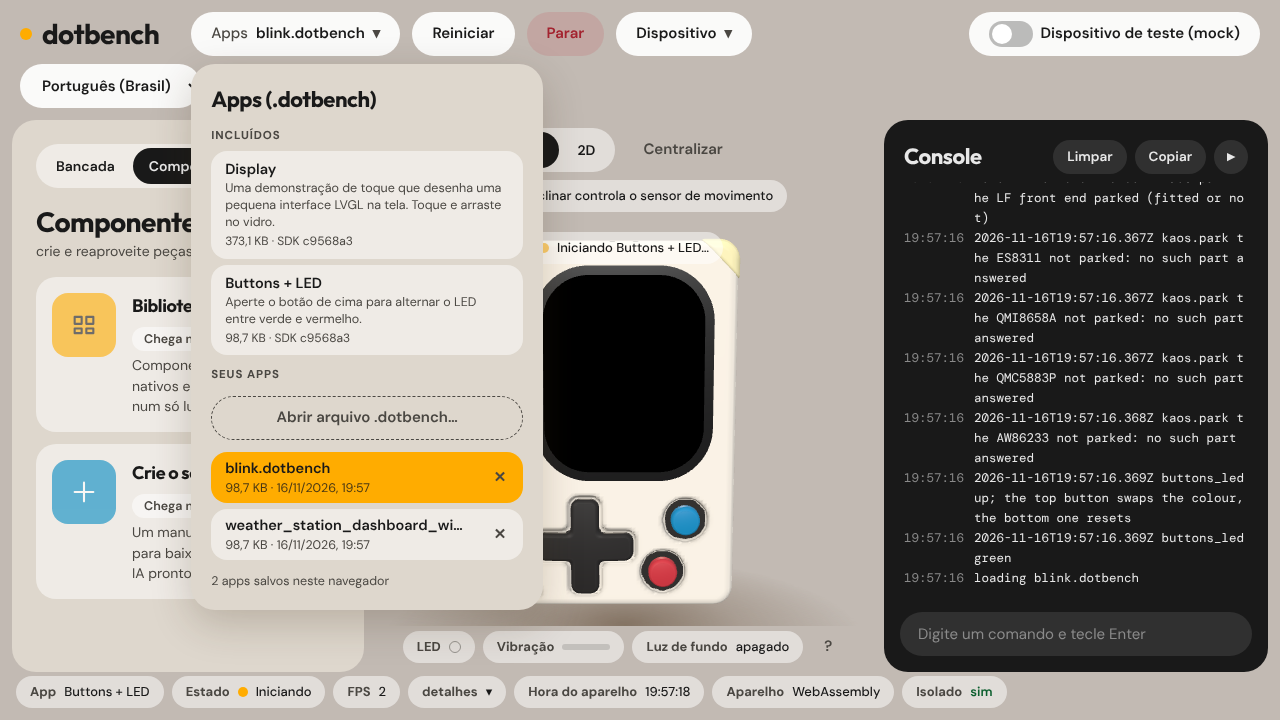 dotbench
Apps blink.dotbench ▾
Reiniciar
Parar
Dispositivo ▾
Dispositivo de teste (mock)
Português (Brasil)
Apps (.dotbench)
INCLUÍDOS
Display
Uma demonstração de toque que desenha uma
pequena interface LVGL na tela. Toque e arraste
no vidro.
373,1 KB · SDK c9568a3
Buttons + LED
Aperte o botão de cima para alternar o LED
entre verde e vermelho.
98,7 KB · SDK c9568a3
SEUS APPS
Abrir arquivo .dotbench…
blink.dotbench
98,7 KB · 16/11/2026, 19:57
✕
weather_station_dashboard_wi…
98,7 KB · 16/11/2026, 19:57
✕
2 apps salvos neste navegador
Bancada
Componente
crie e reaproveite peças
Chega
nativos e
num só
Um
para baix
2D
Centralizar
controla o sensor de movimento
Iniciando Buttons + LED…
LED
Vibração
Luz de fundo apagado
?
Console
Limpar
Copiar
▶
he LF front end parked (fitted or no
t)
19:57:16 2026-11-16T19:57:16.367Z kaos.park t
he ES8311 not parked: no such part a
nswered
19:57:16 2026-11-16T19:57:16.367Z kaos.park t
he QMI8658A not parked: no such part
answered
19:57:16 2026-11-16T19:57:16.367Z kaos.park t
he QMC5883P not parked: no such part
answered
19:57:16 2026-11-16T19:57:16.368Z kaos.park t
he AW86233 not parked: no such part
answered
19:57:16 2026-11-16T19:57:16.369Z buttons_led
up; the top button swaps the colour,
the bottom one resets
19:57:16 2026-11-16T19:57:16.369Z buttons_led
green
19:57:16 loading blink.dotbench
Digite um comando e tecle Enter
App Buttons + LED
Estado Iniciando
FPS 2
detalhes ▾
Hora do aparelho 19:57:18
Aparelho WebAssembly
Isolado sim